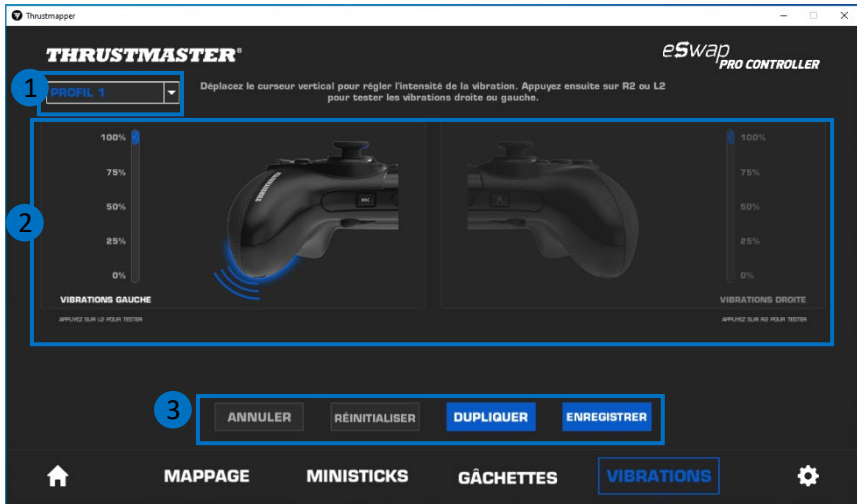 Thrustmapper
THRUSTMASTER®
eSwap
PRO CONTROLLER
1
PROFIL 1
Déplacez le curseur vertical pour régler l'intensité de la vibration. Appuyez ensuite sur R2 ou L2
pour tester les vibrations droite ou gauche.
2
100%
75%
50%
25%
0%
VIBRATIONS GAUCHE
APPUYEZ SUR L2 POUR TESTER
THRUSTMASTER
MIC
100%
75%
50%
25%
0%
VIBRATIONS DROITE
APPUYEZ SUR R2 POUR TESTER
3
ANNULER
RÉINITIALISER
DUPLIQUER
ENREGISTRER
MAPPAGE
MINISTICKS
GÂCHETTES
VIBRATIONS